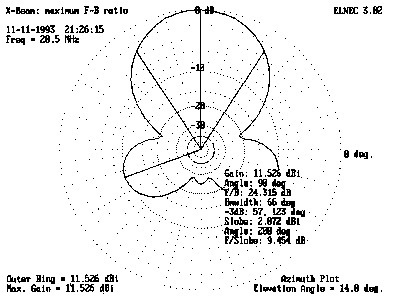 X-Beam: maximum F-B ratio
0 dB
ELNEC 3.02
11-11-1993 21:26:15
Freq = 28.5 MHz
-10
-20
-30
0 deg.
Gain: 11.526 dBi
Angle: 90 deg
F/B: 24.315 dB
Bmwidth: 66 deg
-3dB: 57, 123 deg
Slobe: 2.072 dBi
Angle: 200 deg
F/Slobe: 9.454 dB
Outer Ring = 11.526 dBi
Max. Gain = 11.526 dBi
Azimuth Plot
Elevation Angle = 14.0 deg.